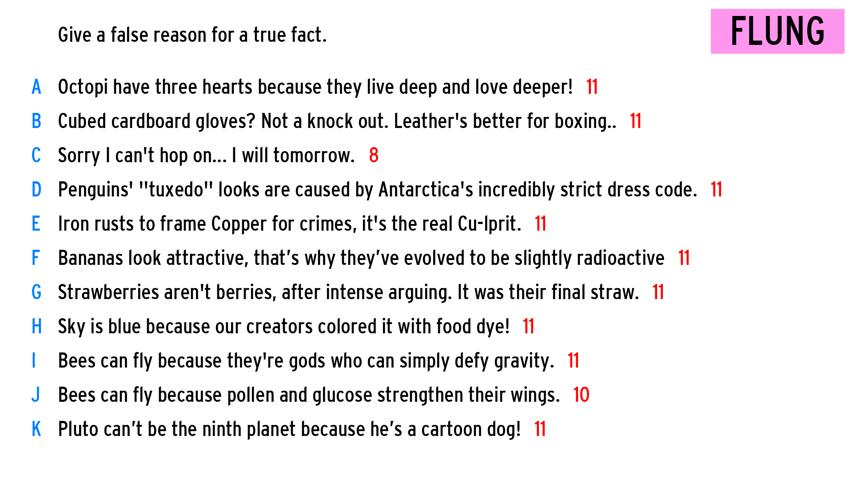 Give a false reason for a true fact.
FLUNG
A Octopi have three hearts because they live deep and love deeper! 11
B Cubed cardboard gloves? Not a knock out. Leather's better for boxing.. 11
C Sorry I can't hop on... I will tomorrow. 8
D Penguins' "tuxedo" looks are caused by Antarctica's incredibly strict dress code. 11
E Iron rusts to frame Copper for crimes, it's the real Cu-lprit. 11
F Bananas look attractive, that’s why they’ve evolved to be slightly radioactive 11
G Strawberries aren't berries, after intense arguing. It was their final straw. 11
H Sky is blue because our creators colored it with food dye! 11
I Bees can fly because they're gods who can simply defy gravity. 11
J Bees can fly because pollen and glucose strengthen their wings. 10
K Pluto can’t be the ninth planet because he’s a cartoon dog! 11